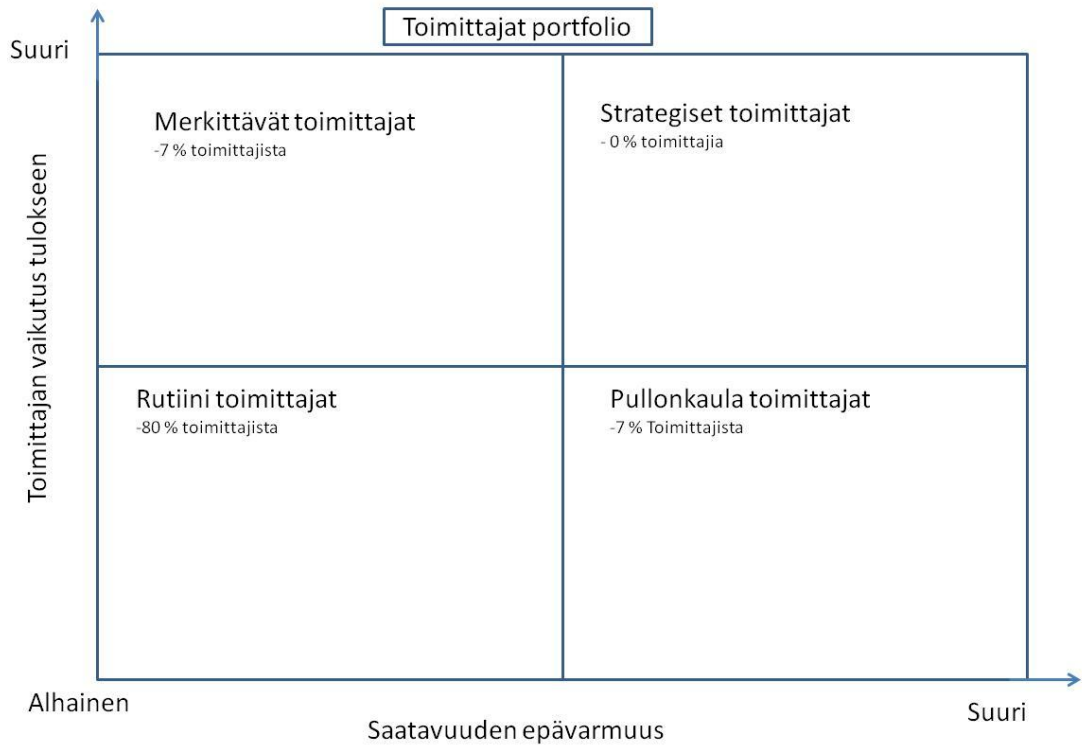 Toimittajat portfolio
Suuri
Merkittävät toimittajat
-7 % toimittajista
Strategiset toimittajat
- 0 % toimittajia
Toimittajan vaikutus tulokseen
Rutiini toimittajat
-80 % toimittajista
Pullonkaula toimittajat
-7 % Toimittajista
Alhainen
Saatavuuden epävarmuus
Suuri